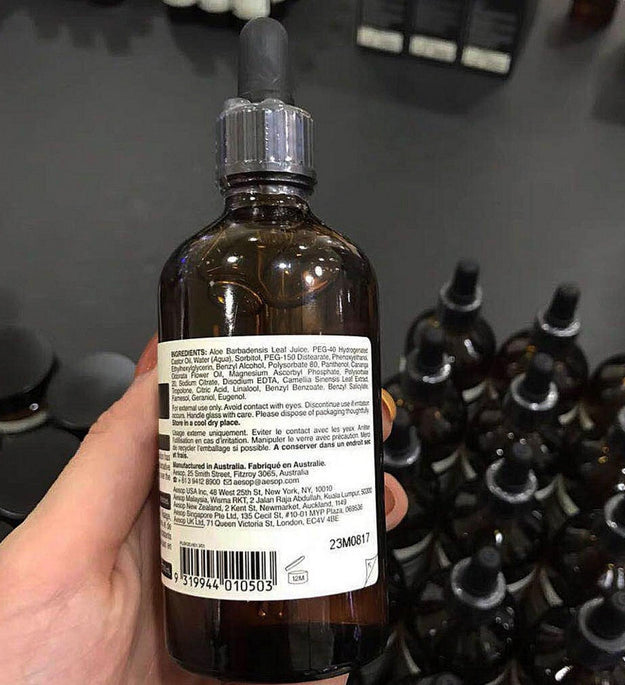 INGREDIENTS: Aloe Barbadensis Leaf Juice, PEG-40 Hydrogenated
Castor Oil, Water (Aqua), Sorbitol, PEG-150 Distearate, Phenoxyethanol,
Ethylhexylglycerin, Benzyl Alcohol, Polysorbate 80, Panthenol, Cananga
Odorata Flower Oil, Magnesium Ascorbyl Phosphate, Polysorbate
20, Sodium Citrate, Disodium EDTA, Camellia Sinensis Leaf Extract,
Tropolone, Citric Acid, Linalool, Benzyl Benzoate, Benzyl Salicylate,
Farnesol, Geraniol, Eugenol.
For external use only. Avoid contact with eyes. Discontinue use if irritation
occurs. Handle glass with care. Please dispose of packaging thoughtfully.
Store in a cool dry place.
Usage externe uniquement. Eviter le contact avec les yeux. Arrêter
l'utilisation en cas d'irritation. Manipuler le verre avec précaution. Merci
de recycler l'emballage si possible. A conserver dans un endroit sec
et frais.
Manufactured in Australia. Fabriqué en Australie.
Aesop, 25 Smith Street, Fitzroy 3065, Australia
+61 3 9412 8900 aesop@aesop.com
Aesop USA Inc, 48 West 25th St, New York, NY, 10010
Aesop Malaysia, Wisma RKT, 2 Jalan Raja Abdullah, Kuala Lumpur, 50300
Aesop New Zealand, 2 Kent St, Newmarket, Auckland, 1149
Aesop Singapore Pte Ltd, 135 Cecil St, #10-01 MYP Plaza, 069536
Aesop UK Ltd, 71 Queen Victoria St, London, EC4V 4BE
23M0817
9 319944 010503
12M